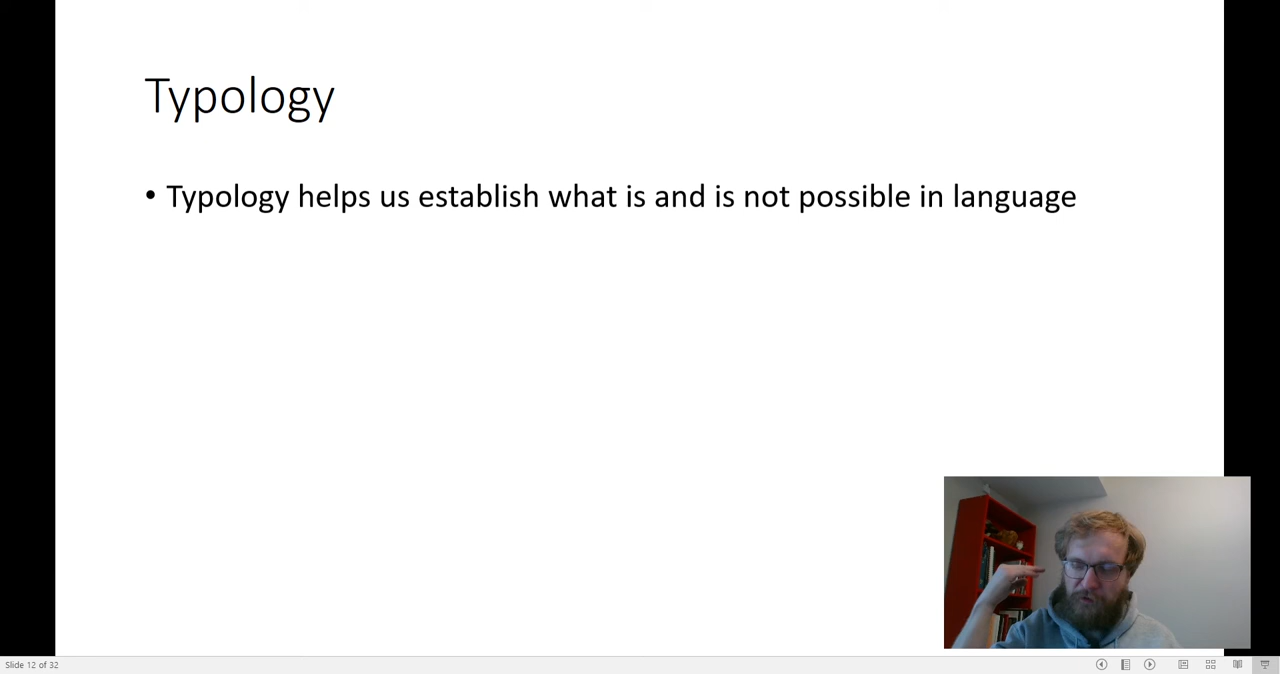 Typology
• Typology helps us establish what is and is not possible in language
Slide 12 of 32